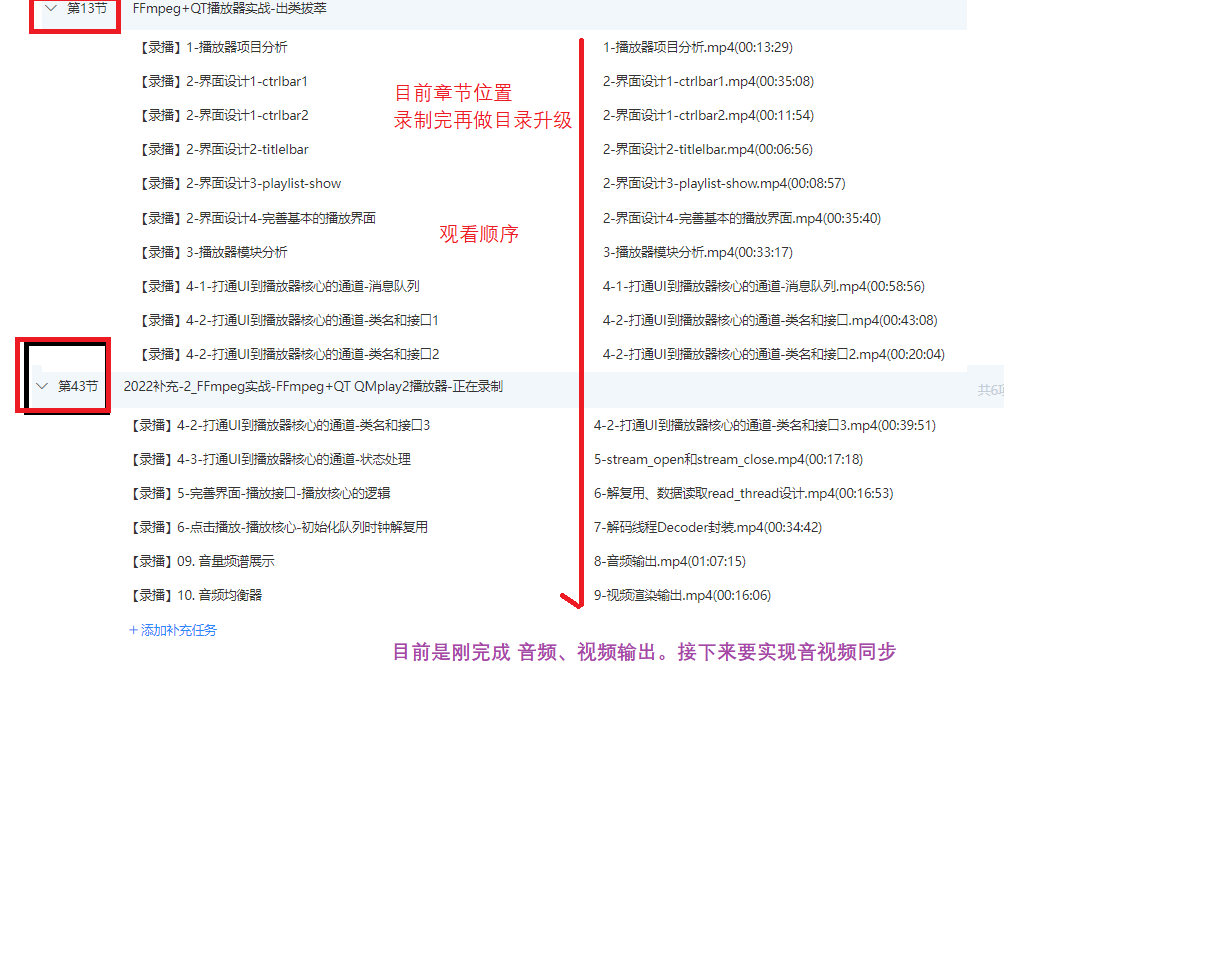 第13节 FFmpeg+QT播放器实战-出类拔萃
【录播】1-播放器项目分析 1-播放器项目分析.mp4(00:13:29)
【录播】2-界面设计1-ctrlbar1 2-界面设计1-ctrlbar1.mp4(00:35:08)
目前章节位置
【录播】2-界面设计1-ctrlbar2 2-界面设计1-ctrlbar2.mp4(00:11:54)
录制完再做目录升级
【录播】2-界面设计2-titlelbar 2-界面设计2-titlelbar.mp4(00:06:56)
【录播】2-界面设计3-playlist-show 2-界面设计3-playlist-show.mp4(00:08:57)
【录播】2-界面设计4-完善基本的播放界面 2-界面设计4-完善基本的播放界面.mp4(00:35:40)
观看顺序
【录播】3-播放器模块分析 3-播放器模块分析.mp4(00:33:17)
【录播】4-1-打通UI到播放器核心的通道-消息队列 4-1-打通UI到播放器核心的通道-消息队列.mp4(00:58:56)
【录播】4-2-打通UI到播放器核心的通道-类名和接口1 4-2-打通UI到播放器核心的通道-类名和接口.mp4(00:43:08)
【录播】4-2-打通UI到播放器核心的通道-类名和接口2 4-2-打通UI到播放器核心的通道-类名和接口2.mp4(00:20:04)
第43节 2022补充-2_FFmpeg实战-FFmpeg+QT QMplay2播放器-正在录制 共6项
【录播】4-2-打通UI到播放器核心的通道-类名和接口3 4-2-打通UI到播放器核心的通道-类名和接口3.mp4(00:39:51)
【录播】4-3-打通UI到播放器核心的通道-状态处理 5-stream_open和stream_close.mp4(00:17:18)
【录播】5-完善界面-播放接口-播放核心的逻辑 6-解复用、数据读取read_thread设计.mp4(00:16:53)
【录播】6-点击播放-播放核心-初始化队列时钟解复用 7-解码线程Decoder封装.mp4(00:34:42)
【录播】09. 音量频谱展示 8-音频输出.mp4(01:07:15)
【录播】10. 音频均衡器 9-视频渲染输出.mp4(00:16:06)
+添加补充任务
目前是刚完成 音频、视频输出。接下来要实现音视频同步